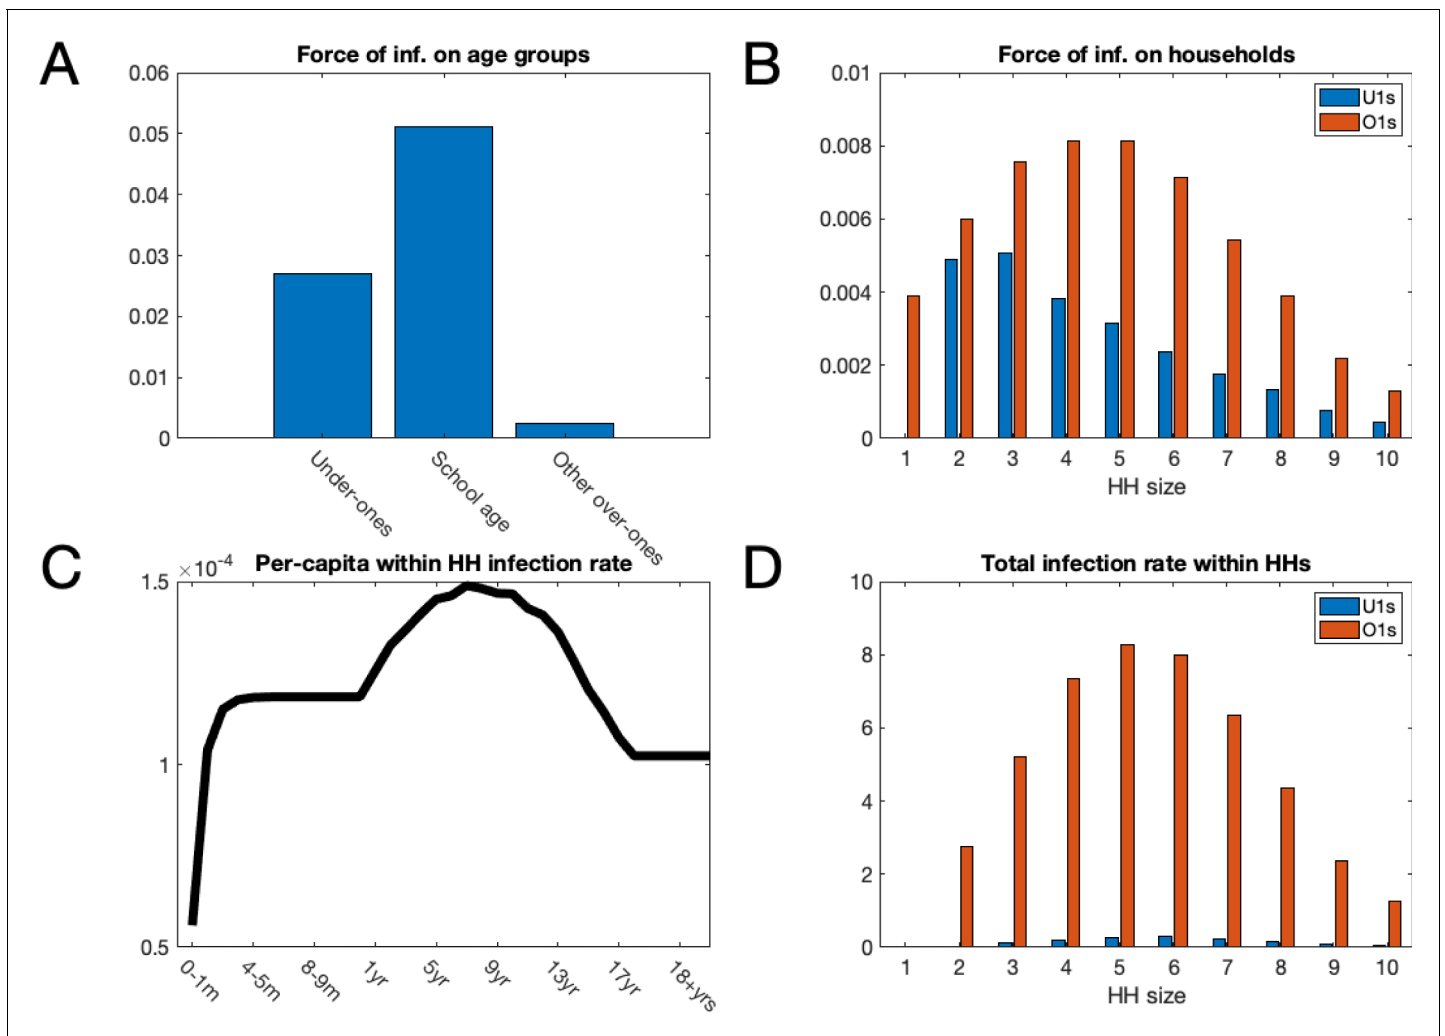 A
Force of inf. on age groups
0.06
0.05
0.04
0.03
0.02
0.01
0
Under-ones
School age
Other over-ones
B
Force of inf. on households
0.01
0.008
0.006
0.004
0.002
0
U1s
O1s
1 2 3 4 5 6 7 8 9 10
HH size
C
×10⁻⁴
Per-capita within HH infection rate
1.5
1
0.5
0-1m
4-5m
8-9m
1yr
5yr
9yr
13yr
17yr
18+yrs
D
Total infection rate within HHs
10
8
6
4
2
0
U1s
O1s
1 2 3 4 5 6 7 8 9 10
HH size